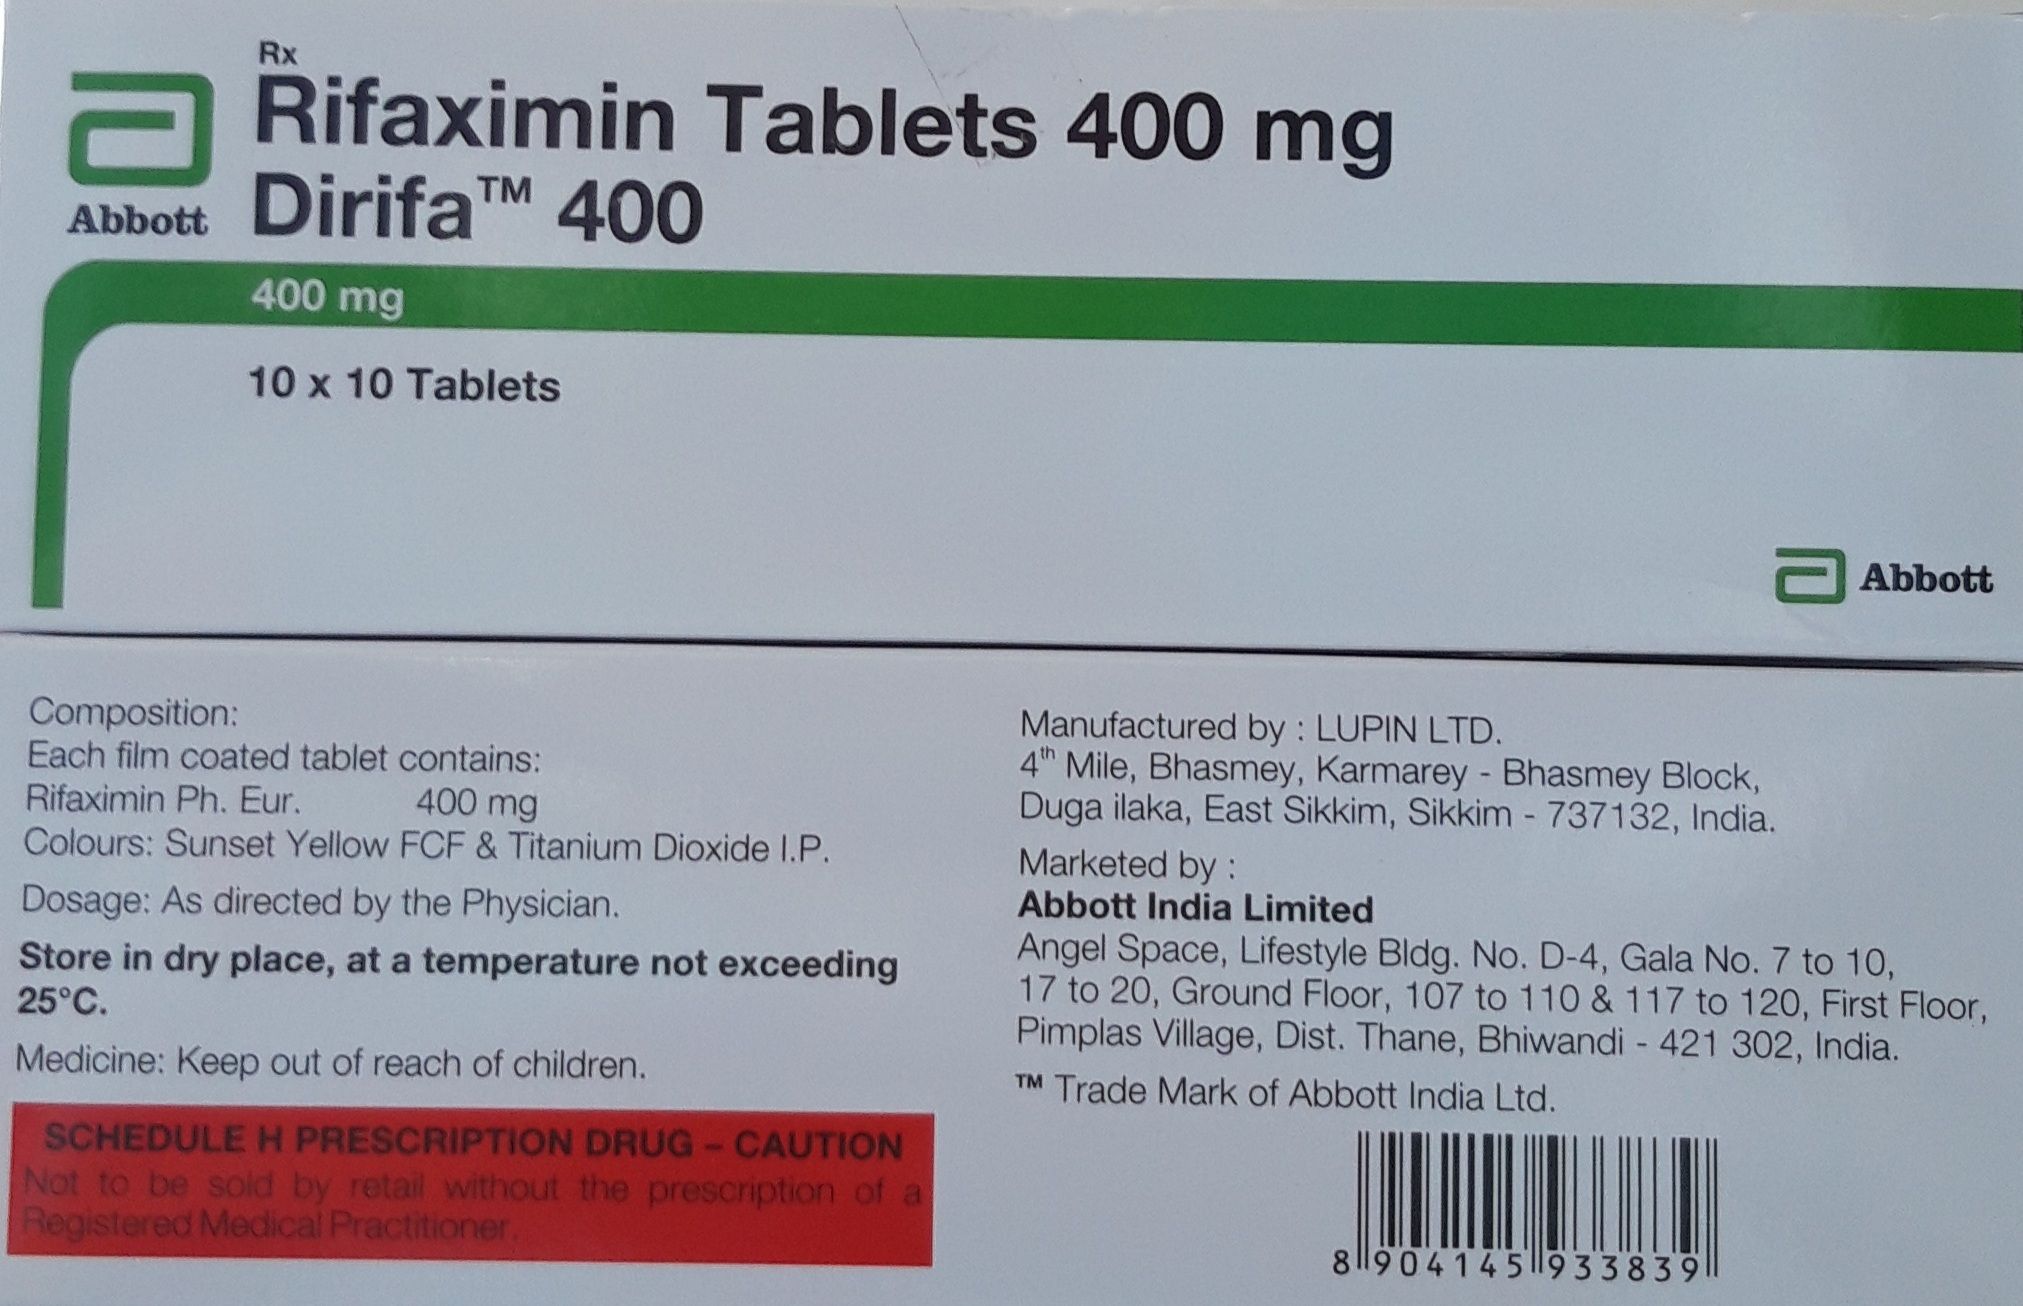 Rx
Rifaximin Tablets 400 mg
Dirifa™ 400
Abbott
400 mg
10 x 10 Tablets
Abbott
Composition:
Each film coated tablet contains:
Rifaximin Ph. Eur. 400 mg
Colours: Sunset Yellow FCF & Titanium Dioxide I.P.
Dosage: As directed by the Physician.
Store in dry place, at a temperature not exceeding
25°C.
Medicine: Keep out of reach of children.
SCHEDULE H PRESCRIPTION DRUG – CAUTION
Not to be sold by retail without the prescription of a
Registered Medical Practitioner.
Manufactured by : LUPIN LTD.
4th Mile, Bhasmey, Karmarey - Bhasmey Block,
Duga ilaka, East Sikkim, Sikkim - 737132, India.
Marketed by :
Abbott India Limited
Angel Space, Lifestyle Bldg. No. D-4, Gala No. 7 to 10,
17 to 20, Ground Floor, 107 to 110 & 117 to 120, First Floor,
Pimplas Village, Dist. Thane, Bhiwandi - 421 302, India.
™ Trade Mark of Abbott India Ltd.
8 904145 933839